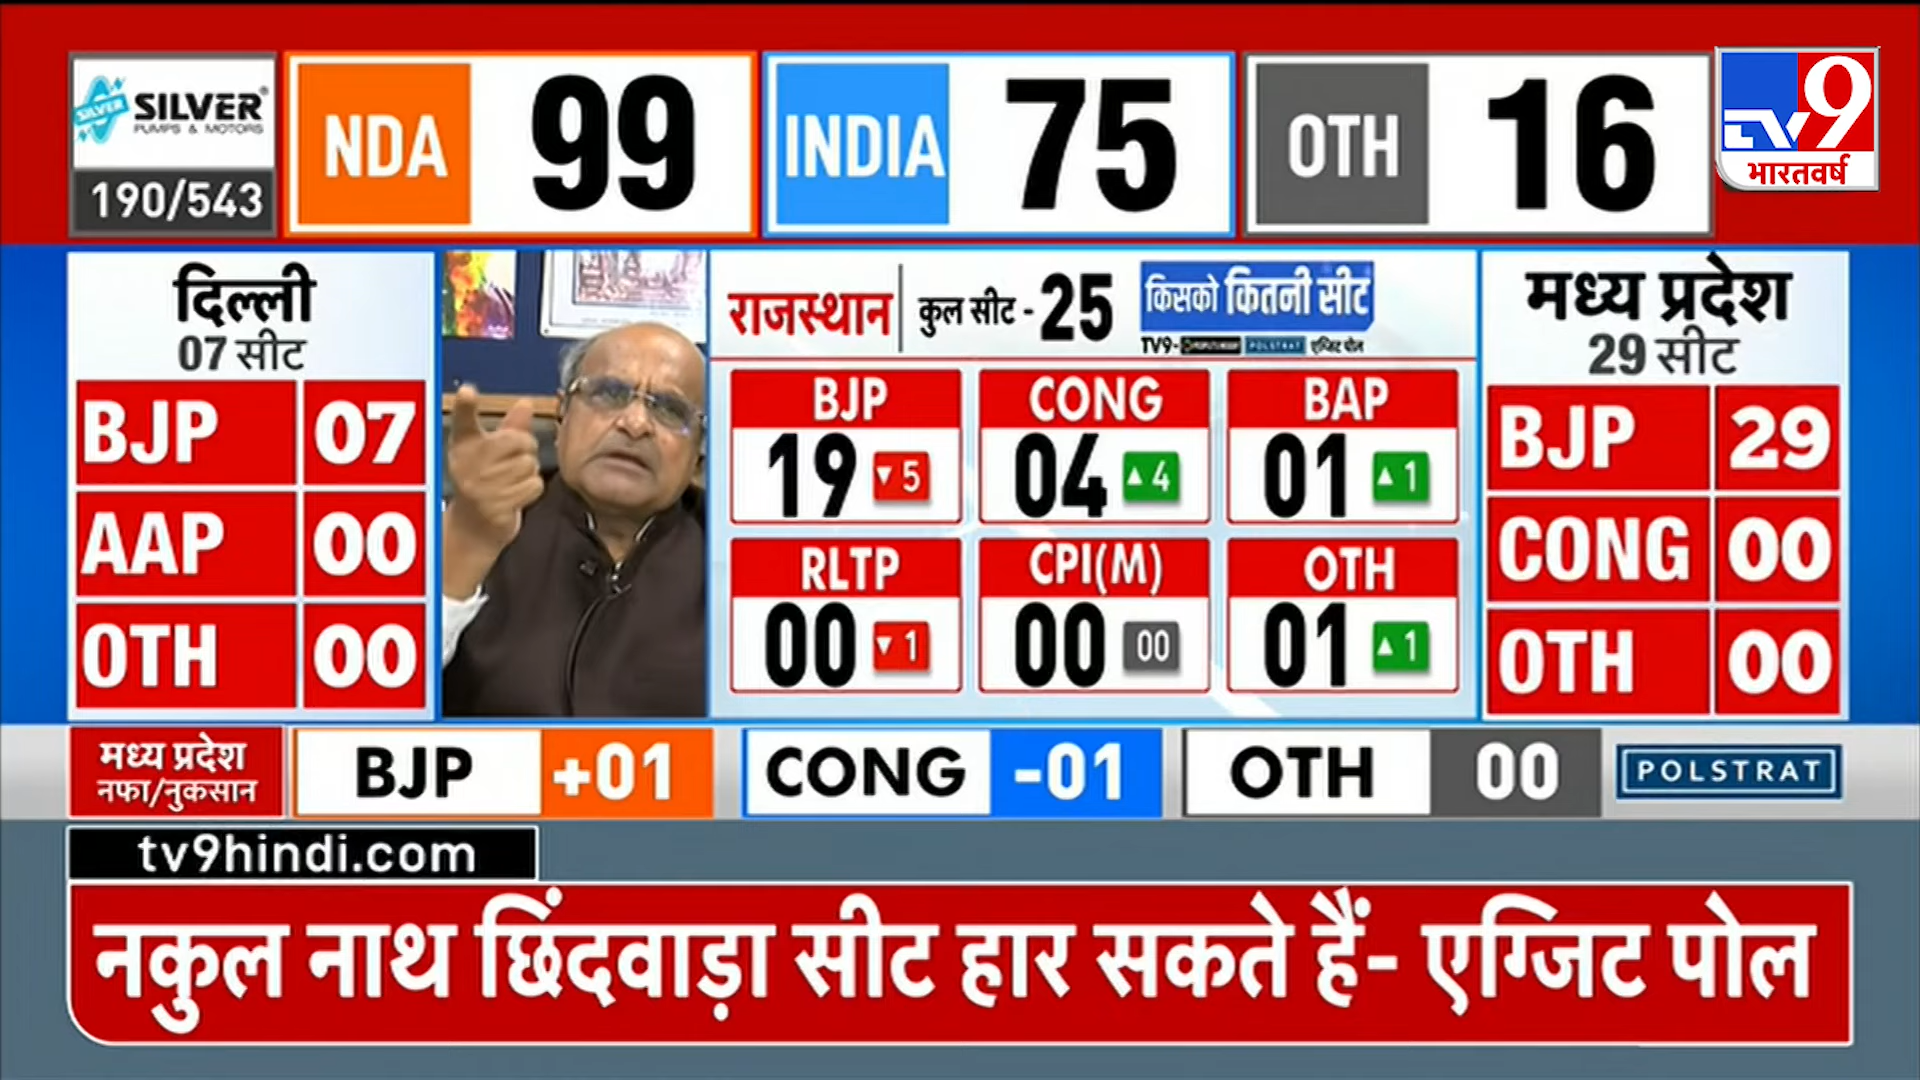 SILVER
PUMPS & MOTORS
190/543
NDA 99
INDIA 75
OTH 16
TV9
भारतवर्ष
दिल्ली
07 सीट
BJP 07
AAP 00
OTH 00
राजस्थान कुल सीट - 25 किसको कितनी सीट
TV9- POLSTRAT एग्जिट पोल
BJP CONG BAP
19 ▼5 04 ▲4 01 ▲1
RLTP CPI(M) OTH
00 ▼1 00 00 01 ▲1
मध्य प्रदेश
29 सीट
BJP 29
CONG 00
OTH 00
मध्य प्रदेश
नफा/नुकसान
BJP +01 CONG -01 OTH 00 POLSTRAT
tv9hindi.com
नकुल नाथ छिंदवाड़ा सीट हार सकते हैं- एग्जिट पोल